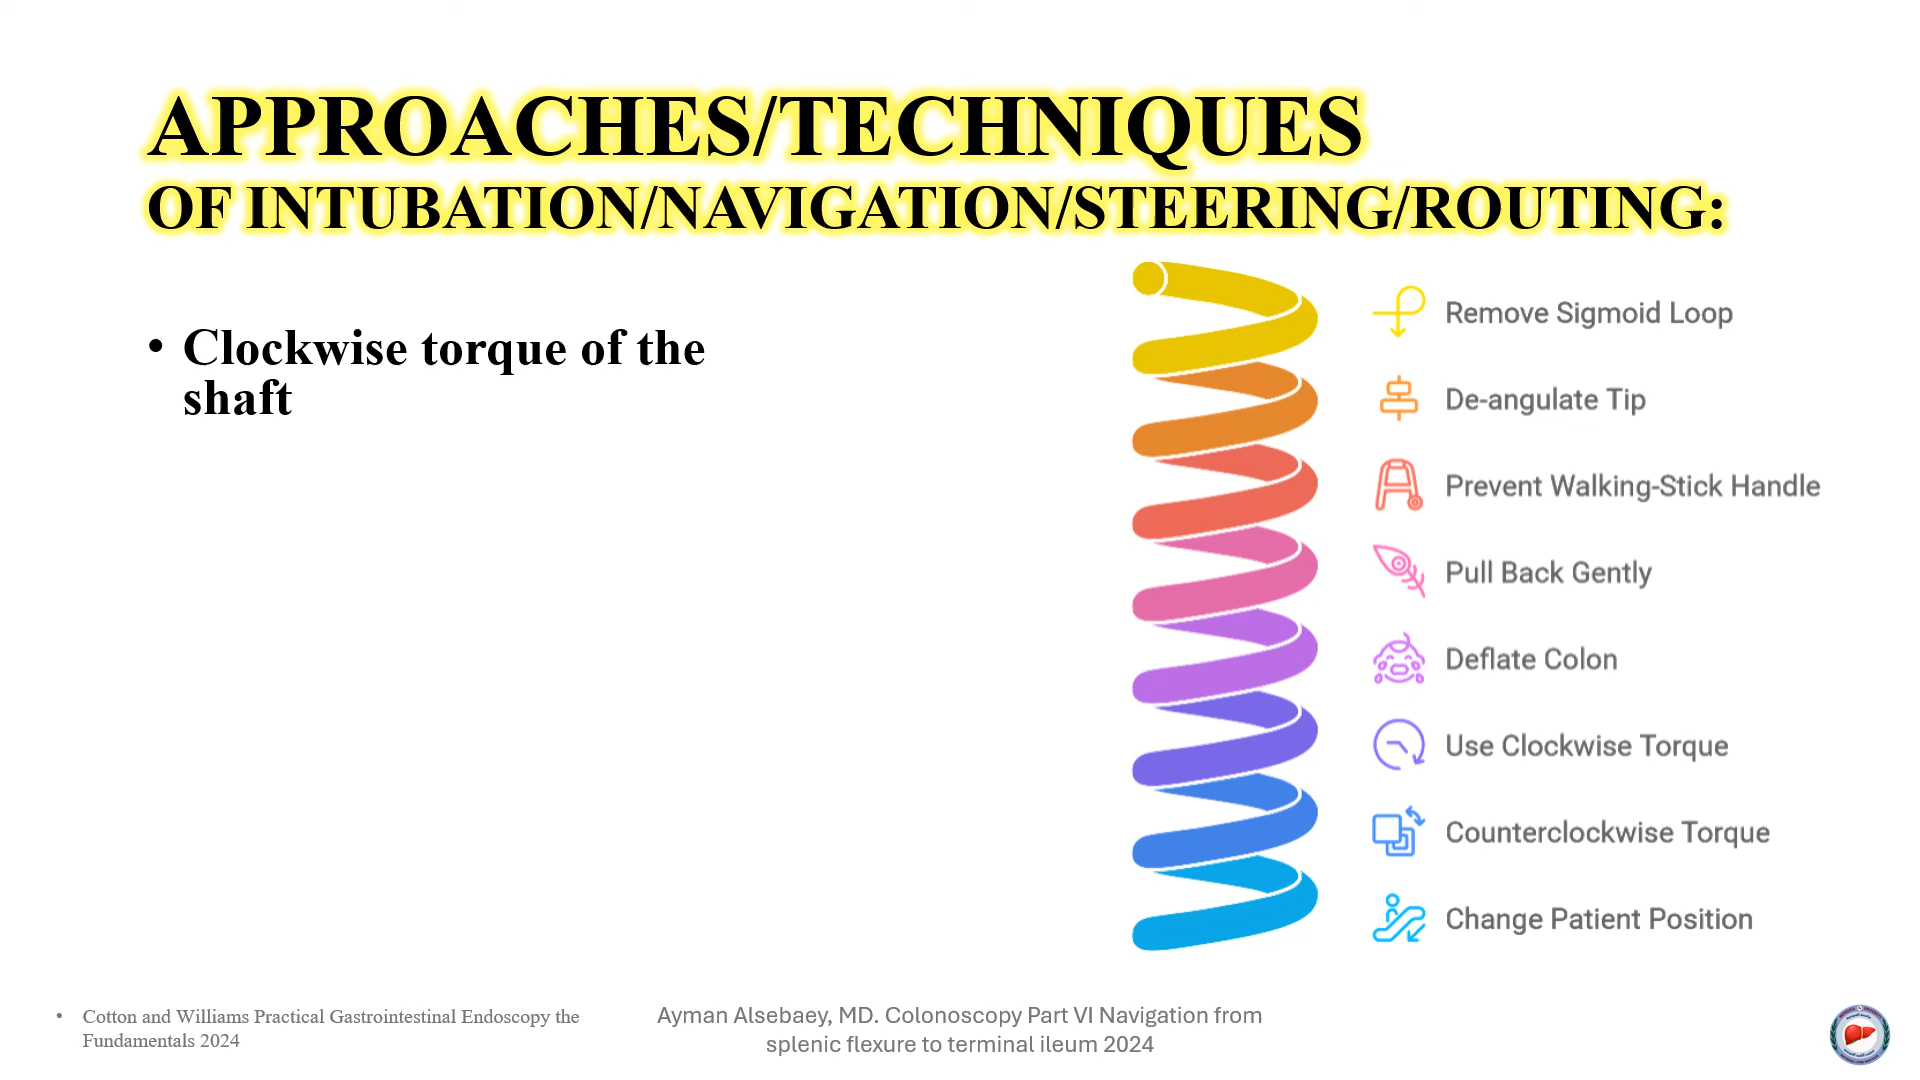 APPROACHES/TECHNIQUES
OF INTUBATION/NAVIGATION/STEERING/ROUTING:
• Clockwise torque of the
shaft
Remove Sigmoid Loop
De-angulate Tip
Prevent Walking-Stick Handle
Pull Back Gently
Deflate Colon
Use Clockwise Torque
Counterclockwise Torque
Change Patient Position
• Cotton and Williams Practical Gastrointestinal Endoscopy the
Fundamentals 2024
Ayman Alsebaey, MD. Colonoscopy Part VI Navigation from
splenic flexure to terminal ileum 2024